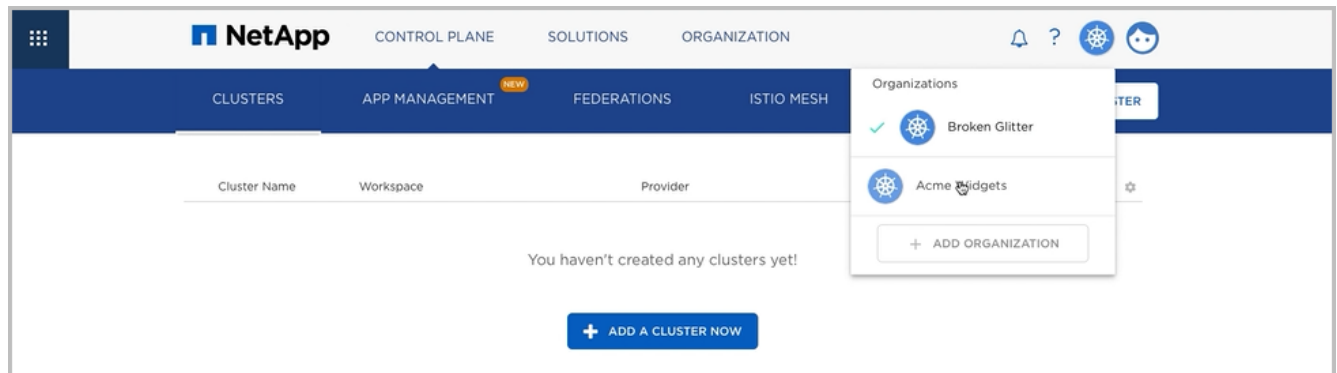 NetApp CONTROL PLANE SOLUTIONS ORGANIZATION ?
CLUSTERS APP MANAGEMENT NEW FEDERATIONS ISTIO MESH
Organizations
Broken Glitter
Acme Widgets
+ ADD ORGANIZATION
Cluster Name Workspace Provider
You haven't created any clusters yet!
+ ADD A CLUSTER NOW